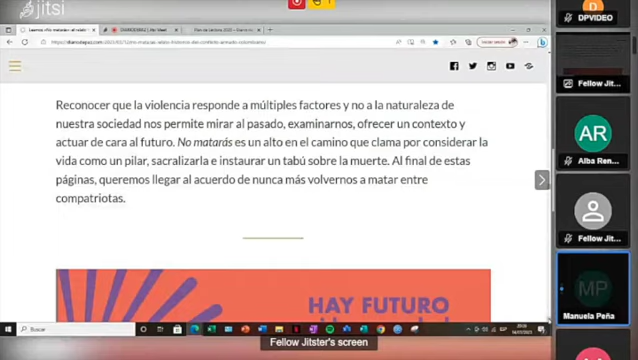 jitsi
Iniciar sesión
Reconocer que la violencia responde a múltiples factores y no a la naturaleza de
nuestra sociedad nos permite mirar al pasado, examinarnos, ofrecer un contexto y
actuar de cara al futuro. No matarás es un alto en el camino que clama por considerar la
vida como un pilar, sacralizarla e instaurar un tabú sobre la muerte. Al final de estas
páginas, queremos llegar al acuerdo de nunca más volvernos a matar entre
compatriotas.
HAY FUTURO
Buscar
Fellow Jitster's screen
DPVIDEO
Fellow Jit...
AR
Alba Ren...
Fellow Jit...
MP
Manuela Peña